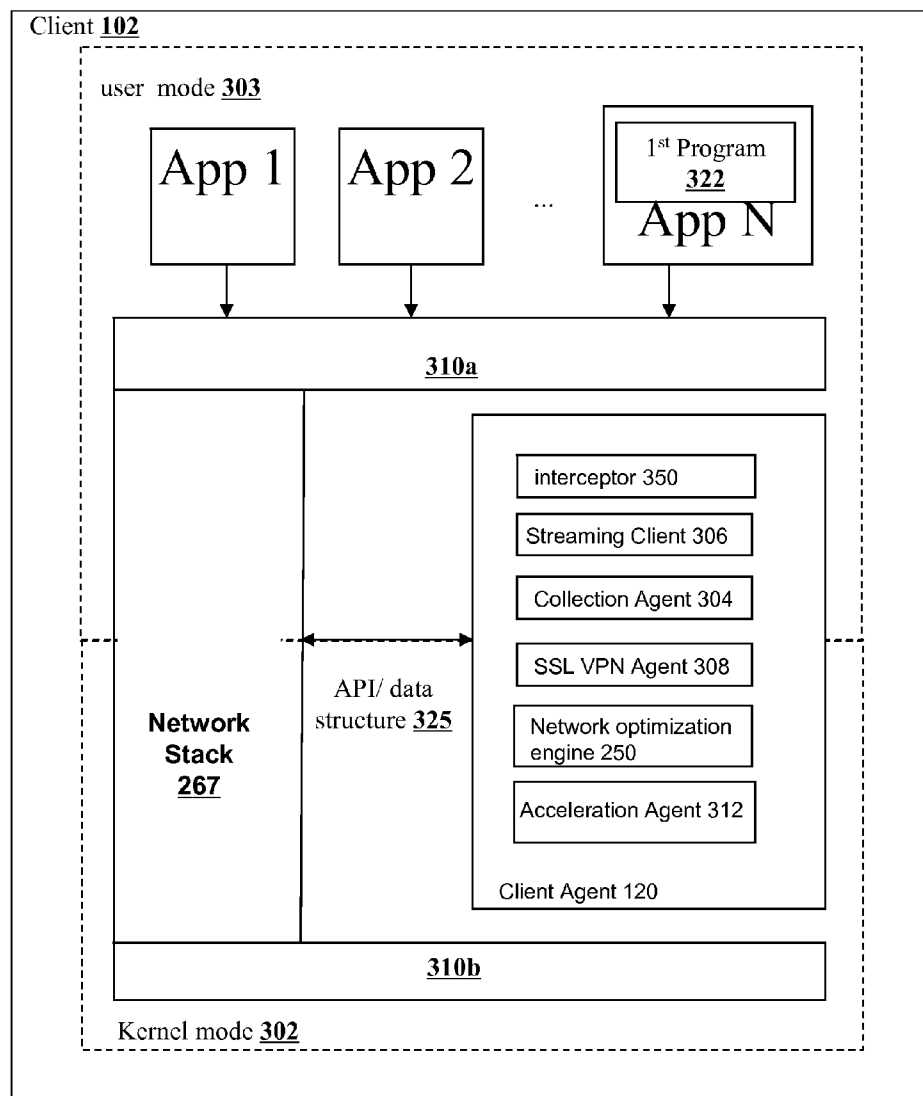 Client 102
user mode 303
App 1
App 2
...
1st Program
322
App N
310a
interceptor 350
Streaming Client 306
Collection Agent 304
SSL VPN Agent 308
Network optimization
engine 250
Acceleration Agent 312
Client Agent 120
API/ data
structure 325
Network
Stack
267
310b
Kernel mode 302